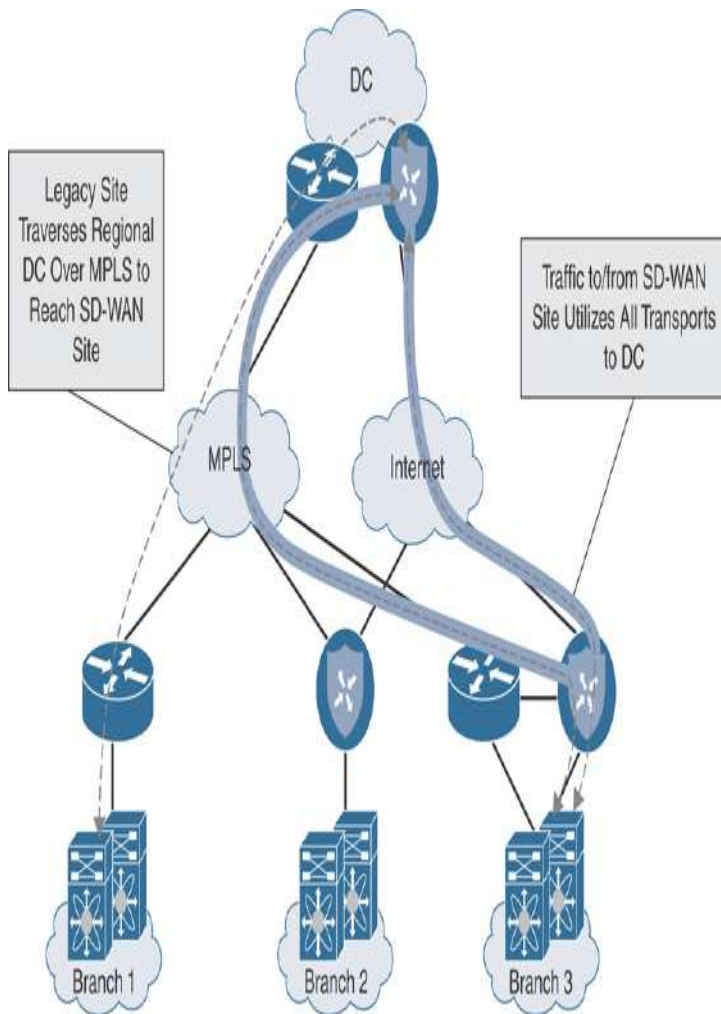 DC
Legacy Site
Traverses Regional
DC Over MPLS to
Reach SD-WAN
Site
Traffic to/from SD-WAN
Site Utilizes All Transports
to DC
MPLS
Internet
Branch 1
Branch 2
Branch 3